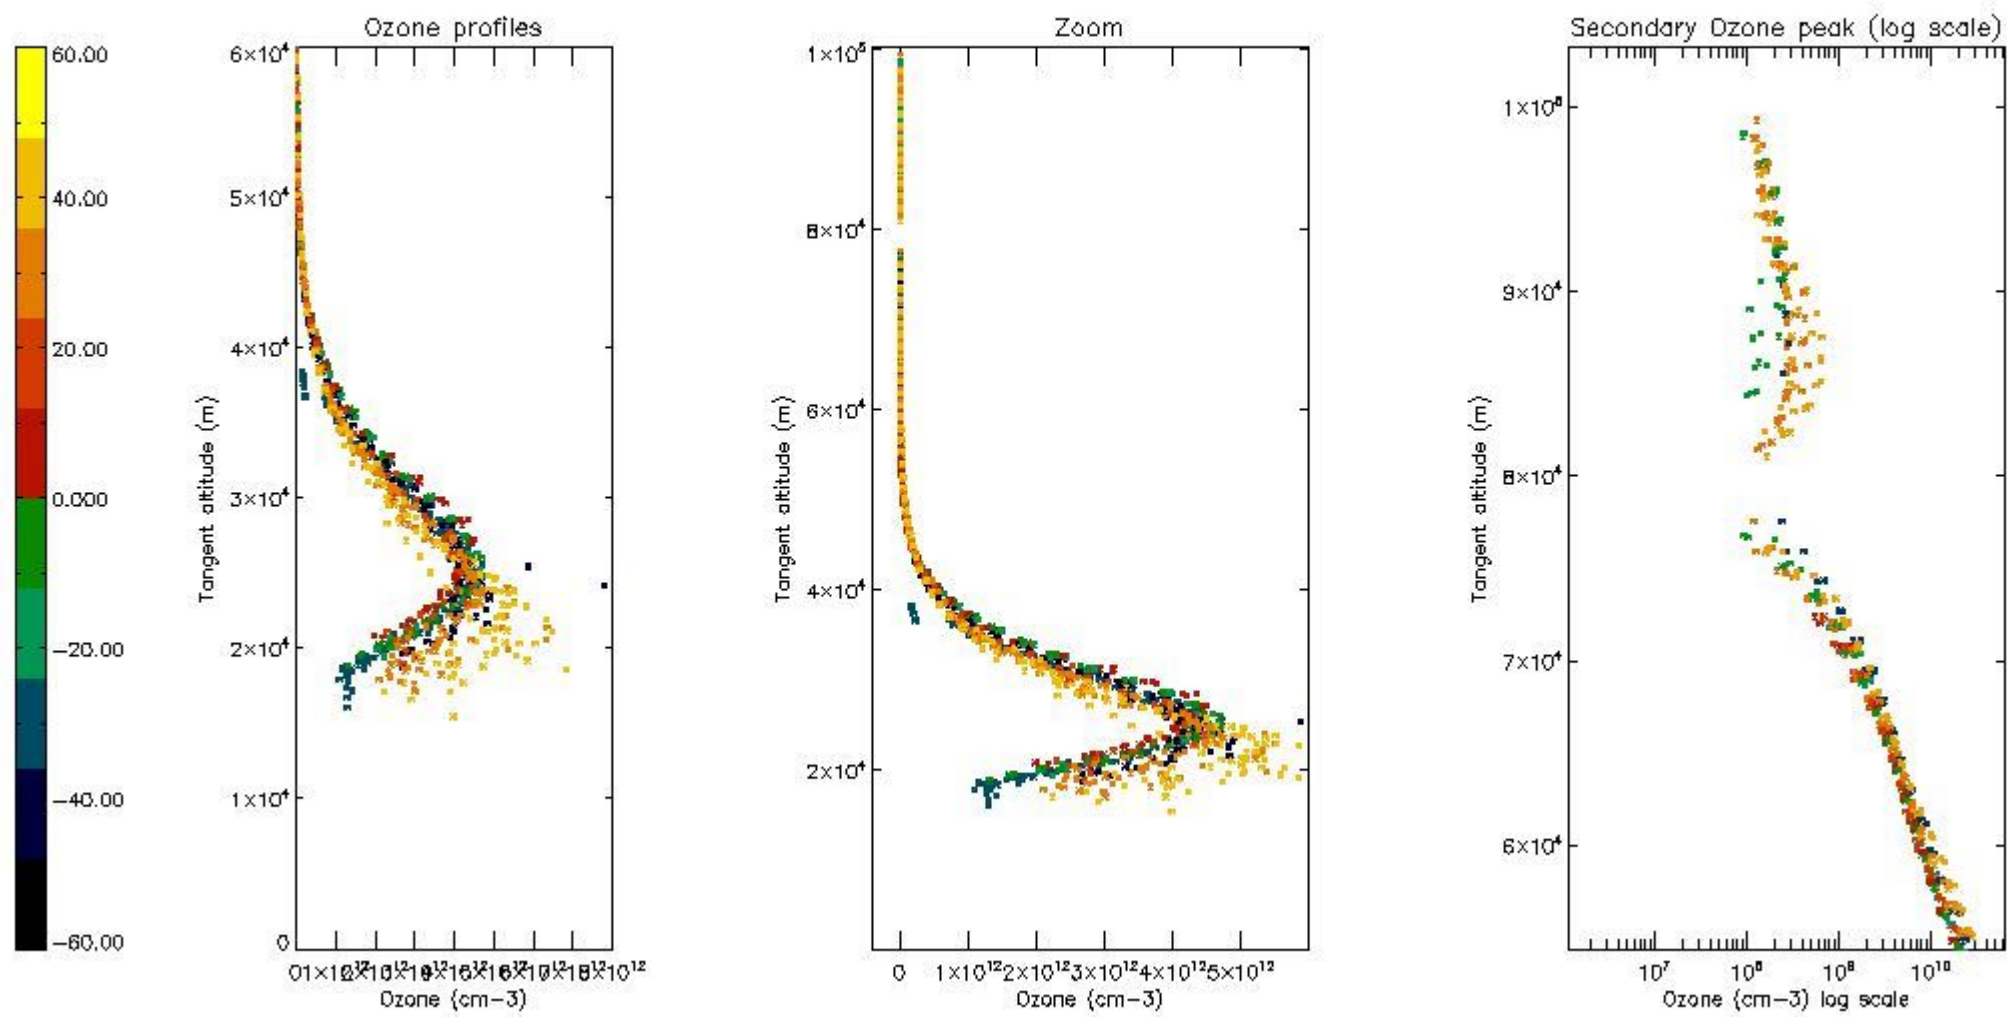 Ozone profiles
Zoom
Secondary Ozone peak (log scale)
60.00
40.00
20.00
0.000
−20.00
−40.00
−60.00
6×10⁴
5×10⁴
4×10⁴
3×10⁴
2×10⁴
1×10⁴
0
Tangent altitude (m)
Ozone (cm−3)
1×10⁵
8×10⁴
6×10⁴
4×10⁴
2×10⁴
Tangent altitude (m)
0 1×10¹² 2×10¹² 3×10¹² 4×10¹² 5×10¹²
Ozone (cm−3)
1×10⁵
9×10⁴
8×10⁴
7×10⁴
6×10⁴
Tangent altitude (m)
10⁷ 10⁸ 10⁹ 10¹⁰
Ozone (cm−3) log scale